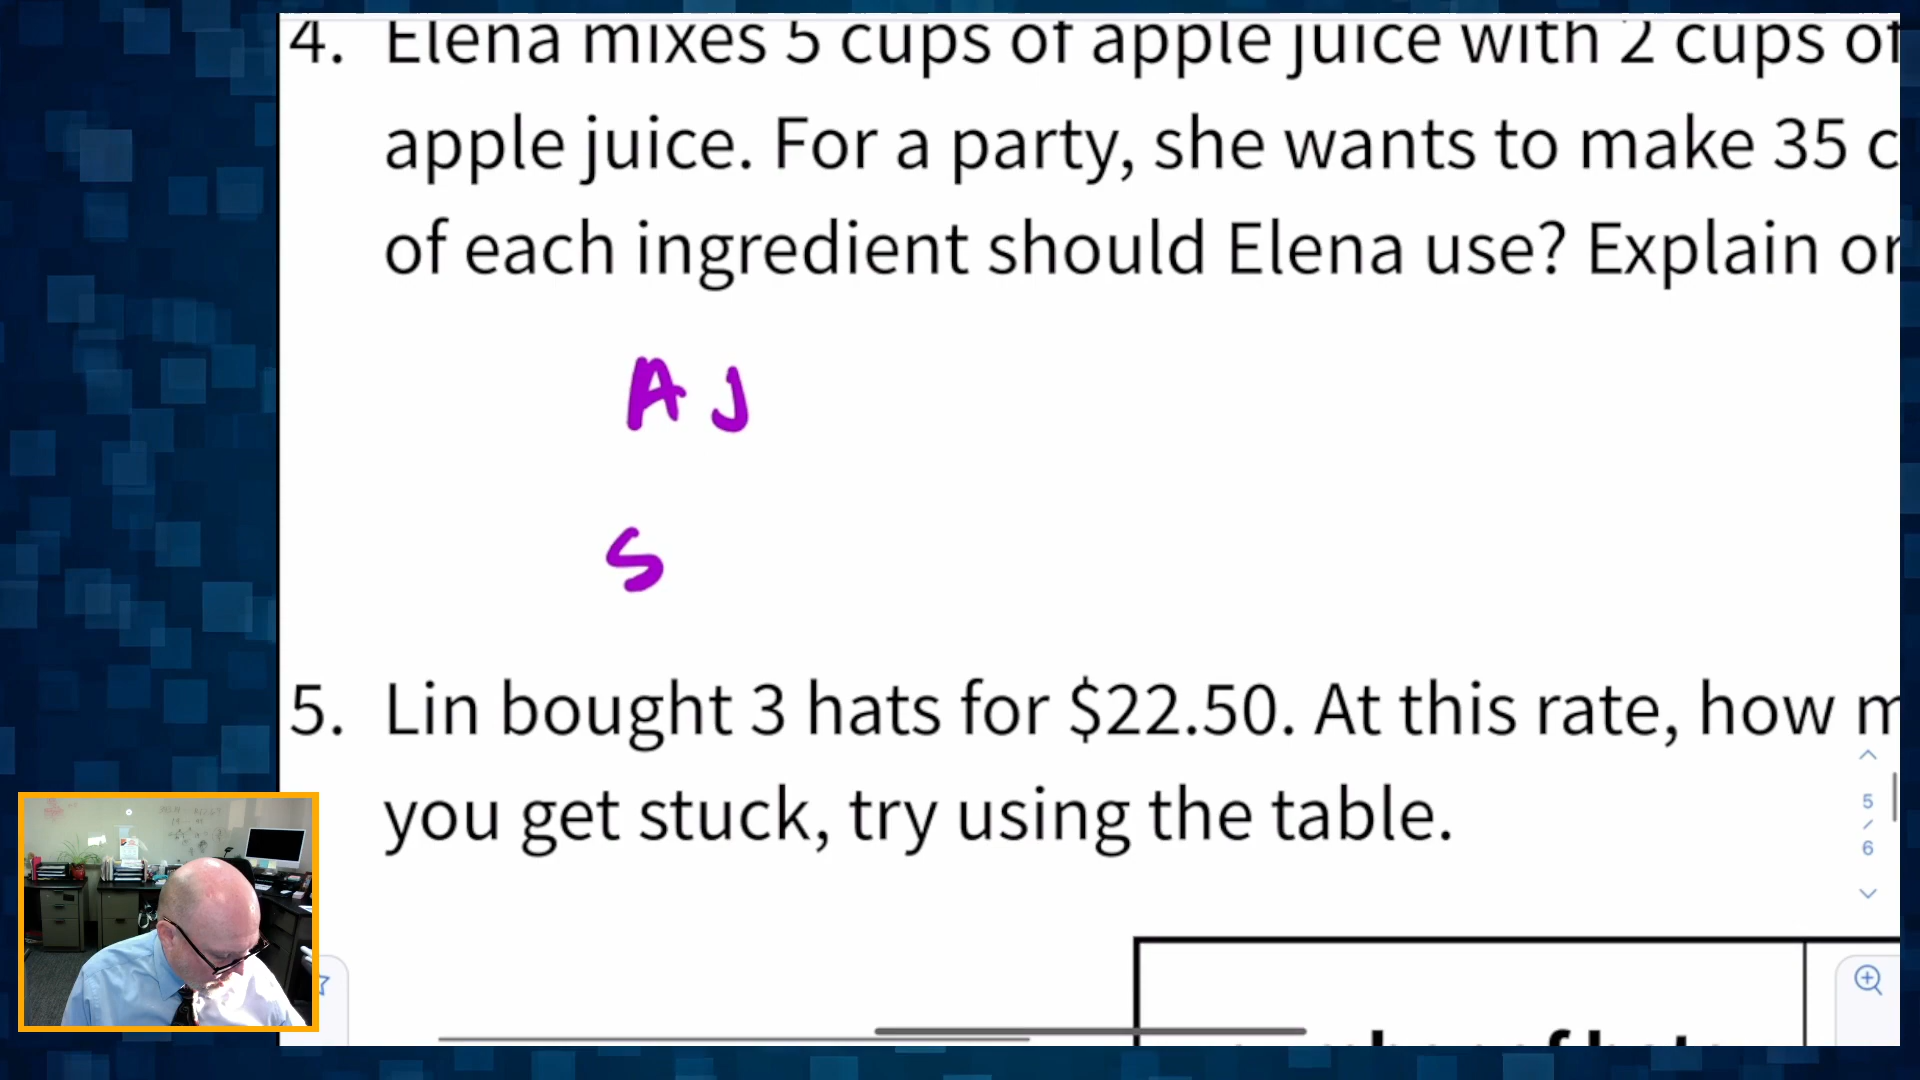 4. Elena mixes 5 cups of apple juice with 2 cups of
apple juice. For a party, she wants to make 35 c
of each ingredient should Elena use? Explain or
A J
S
5. Lin bought 3 hats for $22.50. At this rate, how m
you get stuck, try using the table.
5
/
6